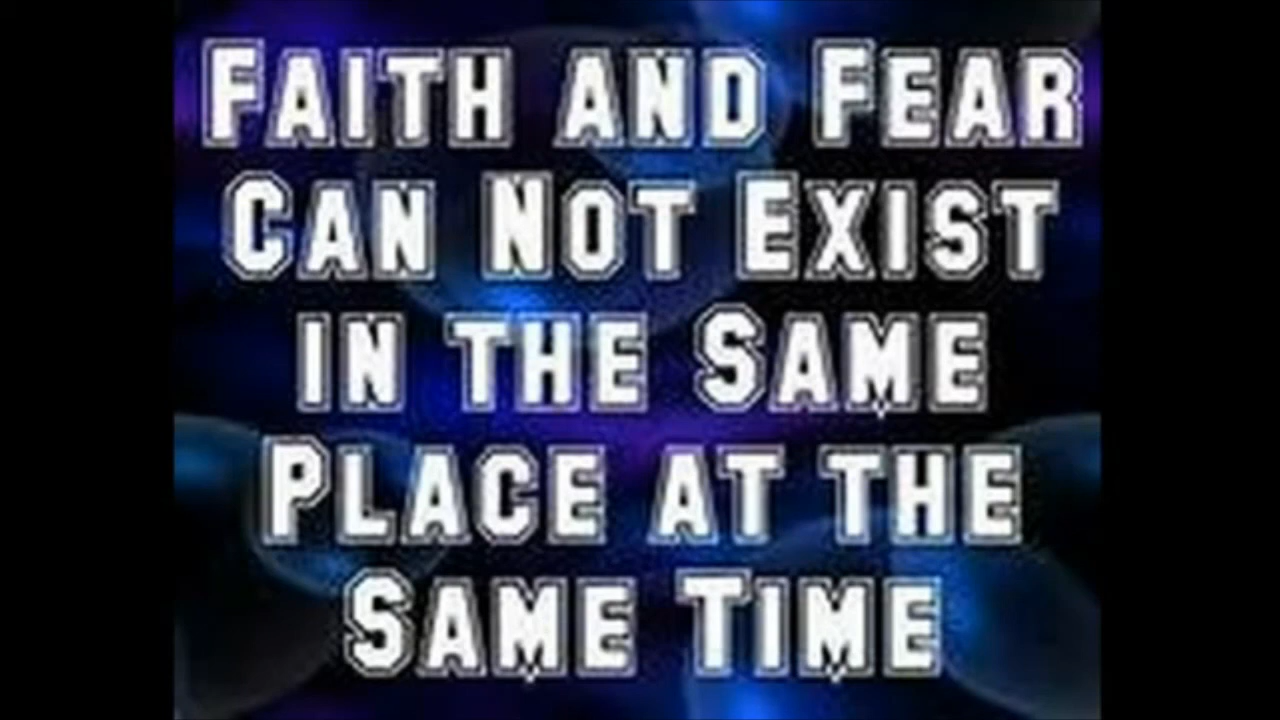 FAITH AND FEAR
CAN NOT EXIST
IN THE SAME
PLACE AT THE
SAME TIME